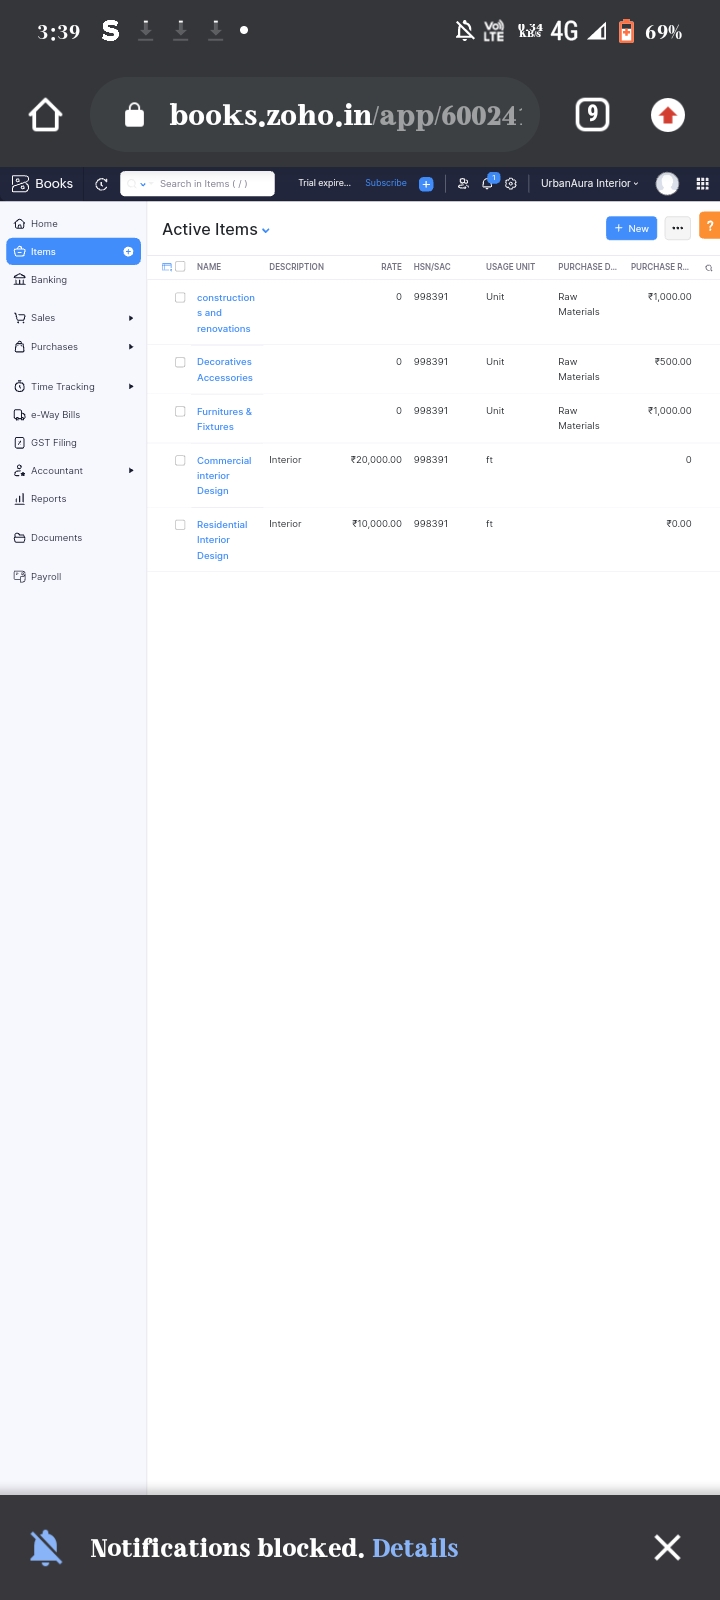 3:39 S Vo) LTE 0.34 KB/s 4G 69%
books.zoho.in/app/60024
9
Books Search in Items ( / ) Trial expire... Subscribe 1 UrbanAura Interior
Home
Items
Banking
Sales
Purchases
Time Tracking
e-Way Bills
GST Filing
Accountant
Reports
Documents
Payroll
Active Items + New ... ?
NAME DESCRIPTION RATE HSN/SAC USAGE UNIT PURCHASE D... PURCHASE R...
construction 0 998391 Unit Raw ₹1,000.00
s and Materials
renovations
Decoratives 0 998391 Unit Raw ₹500.00
Accessories Materials
Furnitures & 0 998391 Unit Raw ₹1,000.00
Fixtures Materials
Commercial Interior ₹20,000.00 998391 ft 0
interior
Design
Residential Interior ₹10,000.00 998391 ft ₹0.00
Interior
Design
Notifications blocked. Details